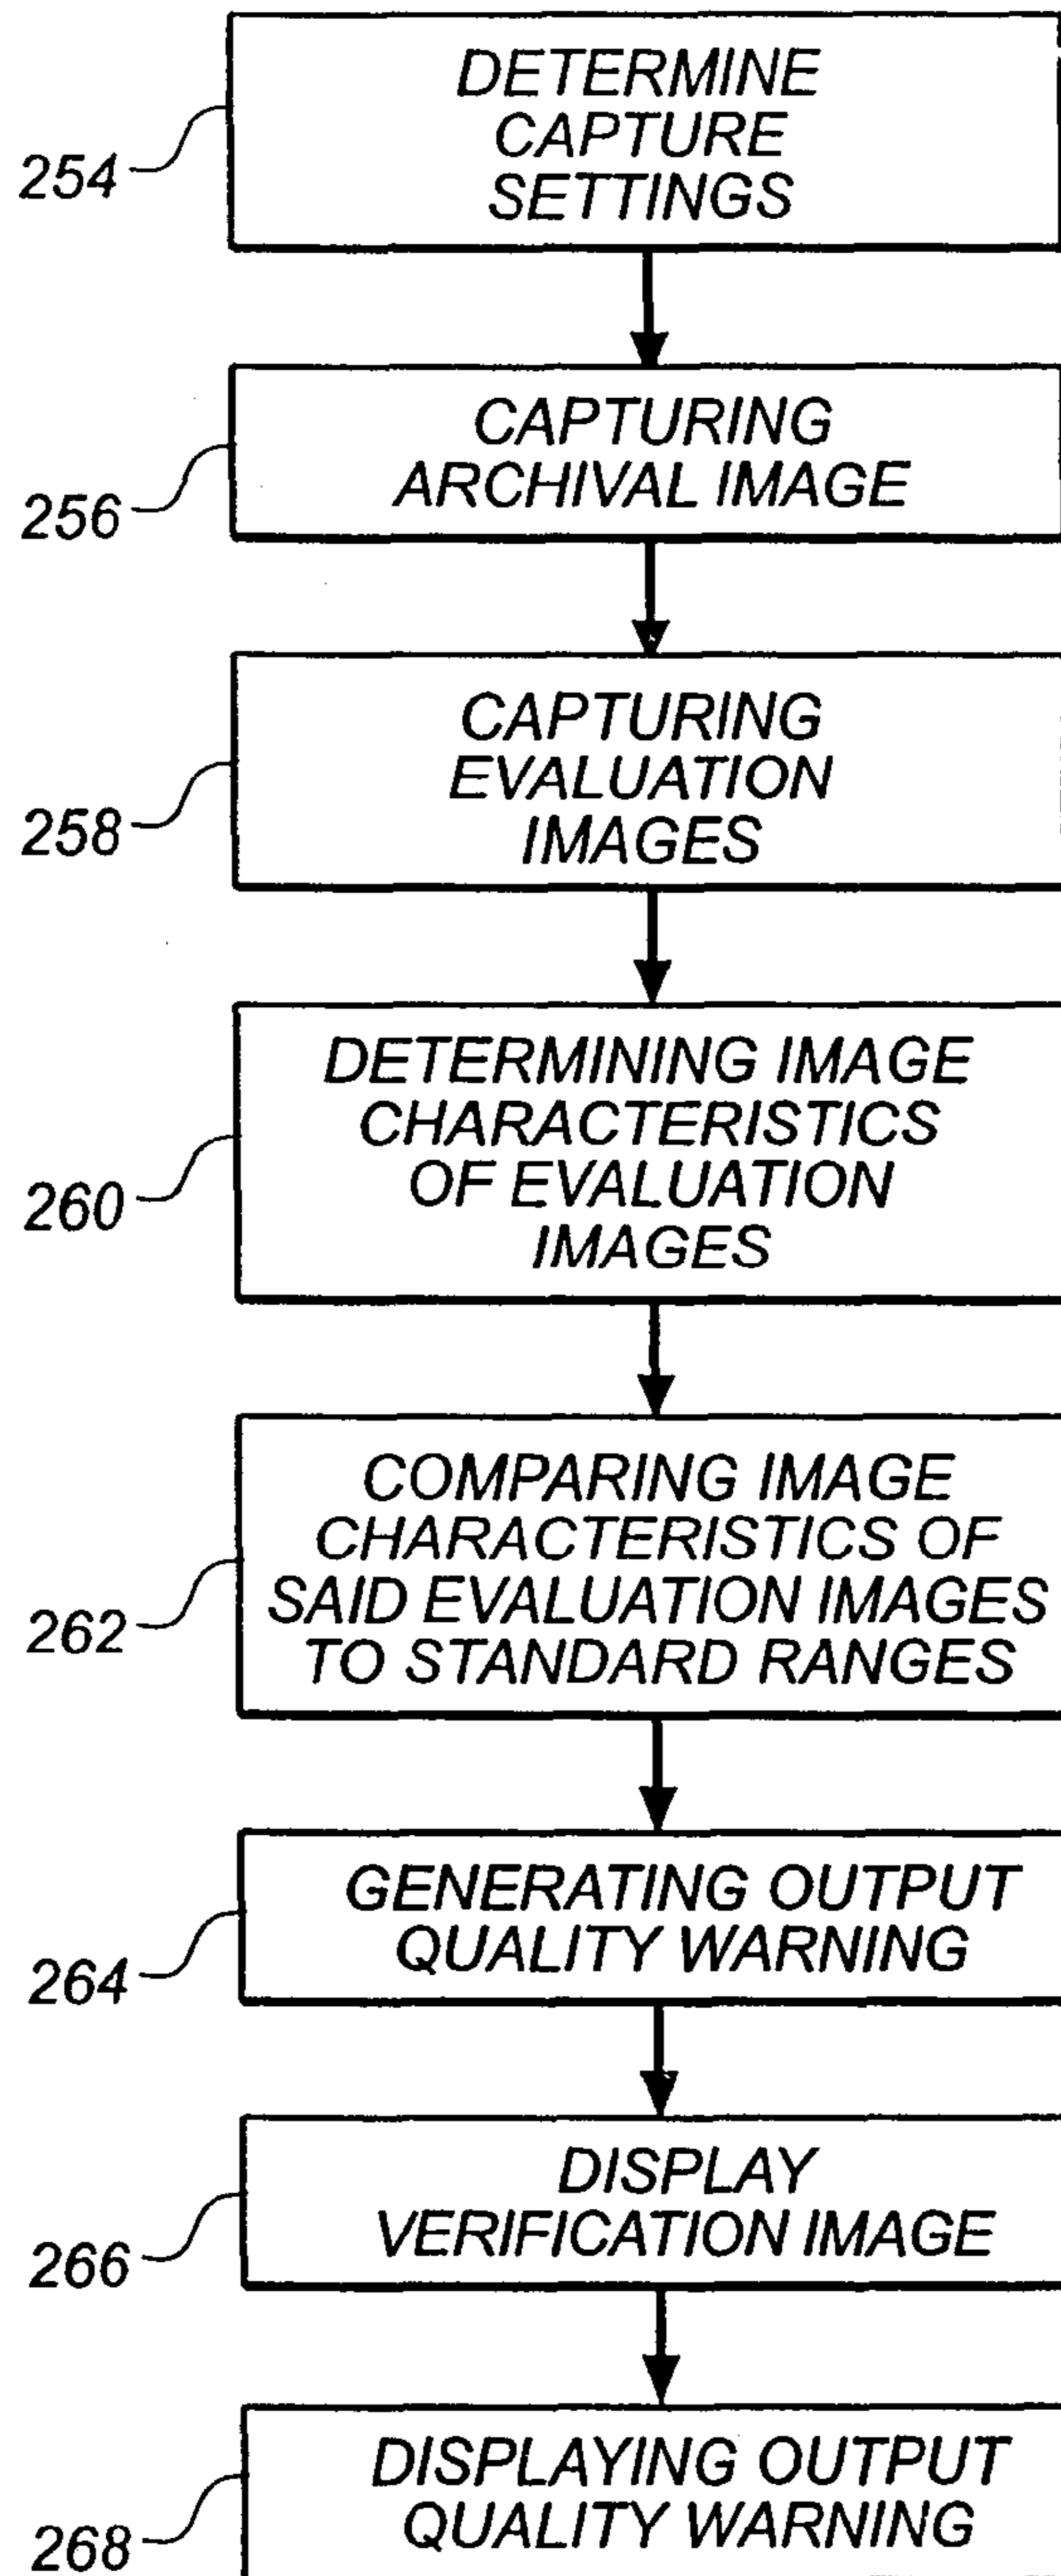 DETERMINE
CAPTURE
SETTINGS
254
CAPTURING
ARCHIVAL IMAGE
256
CAPTURING
EVALUATION
IMAGES
258
DETERMINING IMAGE
CHARACTERISTICS
OF EVALUATION
IMAGES
260
COMPARING IMAGE
CHARACTERISTICS OF
SAID EVALUATION IMAGES
TO STANDARD RANGES
262
GENERATING OUTPUT
QUALITY WARNING
264
DISPLAY
VERIFICATION IMAGE
266
DISPLAYING OUTPUT
QUALITY WARNING
268